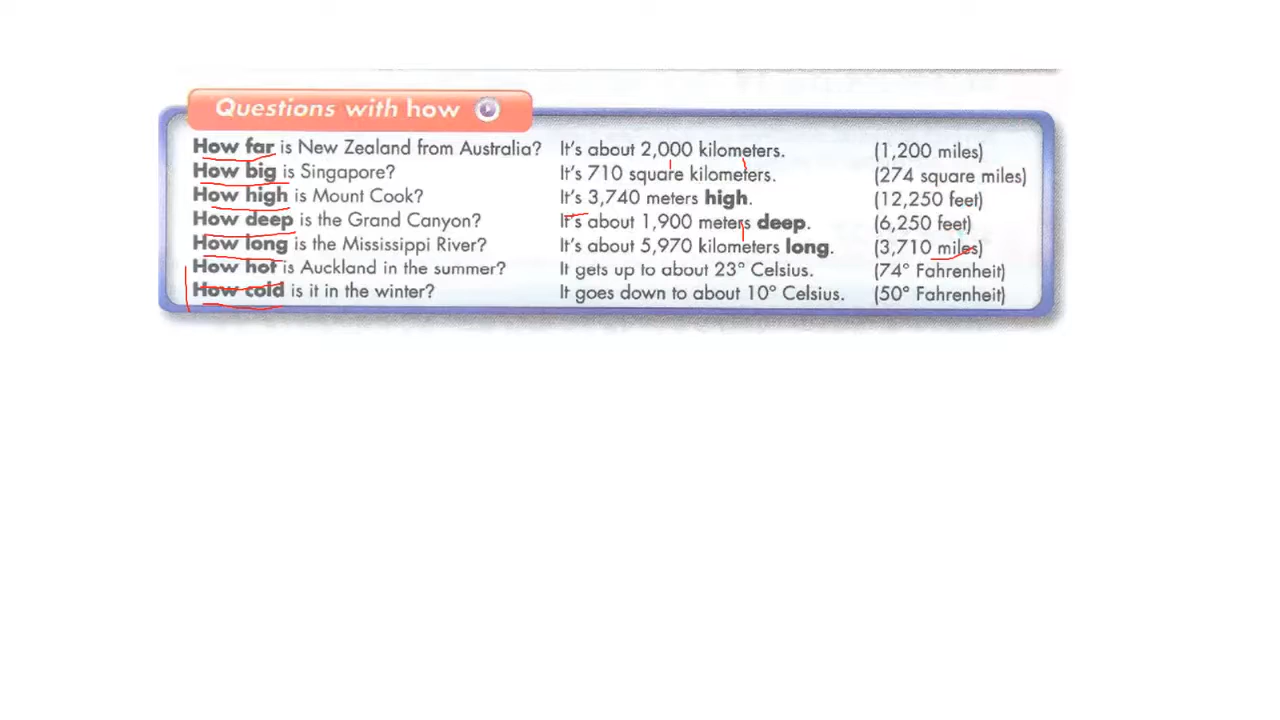 Questions with how
How far is New Zealand from Australia? It's about 2,000 kilometers. (1,200 miles)
How big is Singapore? It's 710 square kilometers. (274 square miles)
How high is Mount Cook? It's 3,740 meters high. (12,250 feet)
How deep is the Grand Canyon? It's about 1,900 meters deep. (6,250 feet)
How long is the Mississippi River? It's about 5,970 kilometers long. (3,710 miles)
How hot is Auckland in the summer? It gets up to about 23° Celsius. (74° Fahrenheit)
How cold is it in the winter? It goes down to about 10° Celsius. (50° Fahrenheit)